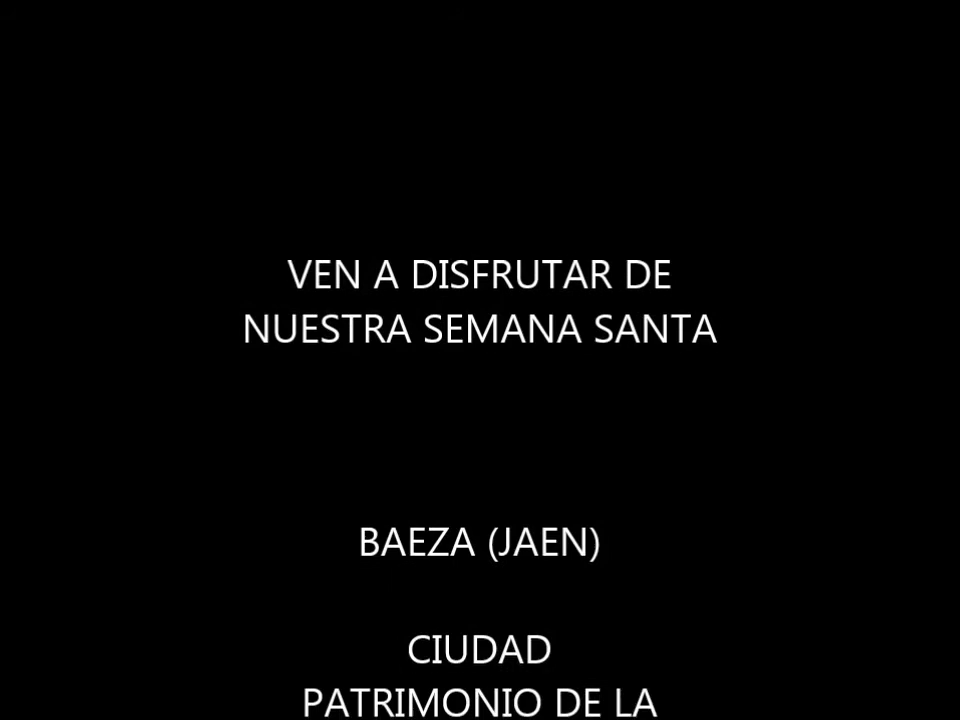 VEN A DISFRUTAR DE
NUESTRA SEMANA SANTA
BAEZA (JAEN)
CIUDAD
PATRIMONIO DE LA